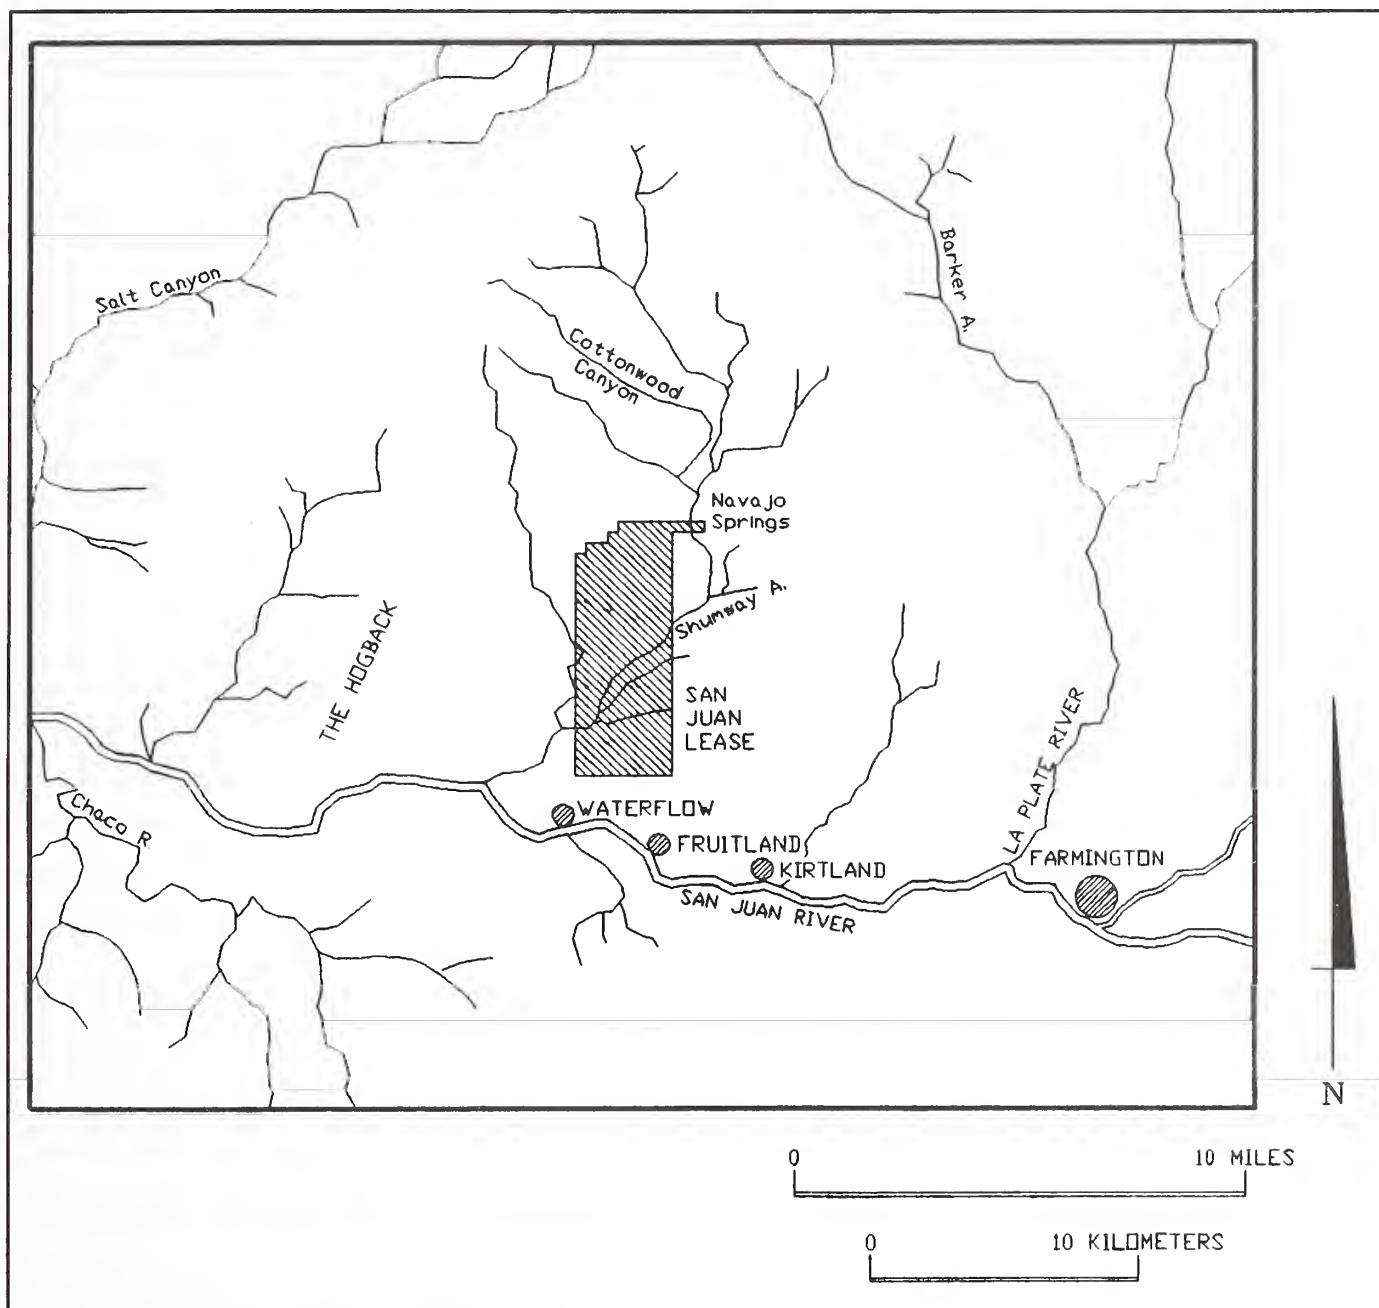 Salt Canyon
Barker A.
Cottonwood
Canyon
Navajo
Springs
Shumway A.
THE HOGBACK
SAN
JUAN
LEASE
LA PLATE RIVER
Chaco R.
WATERFLOW
FRUITLAND
KIRTLAND
FARMINGTON
SAN JUAN RIVER
N
0 10 MILES
0 10 KILOMETERS